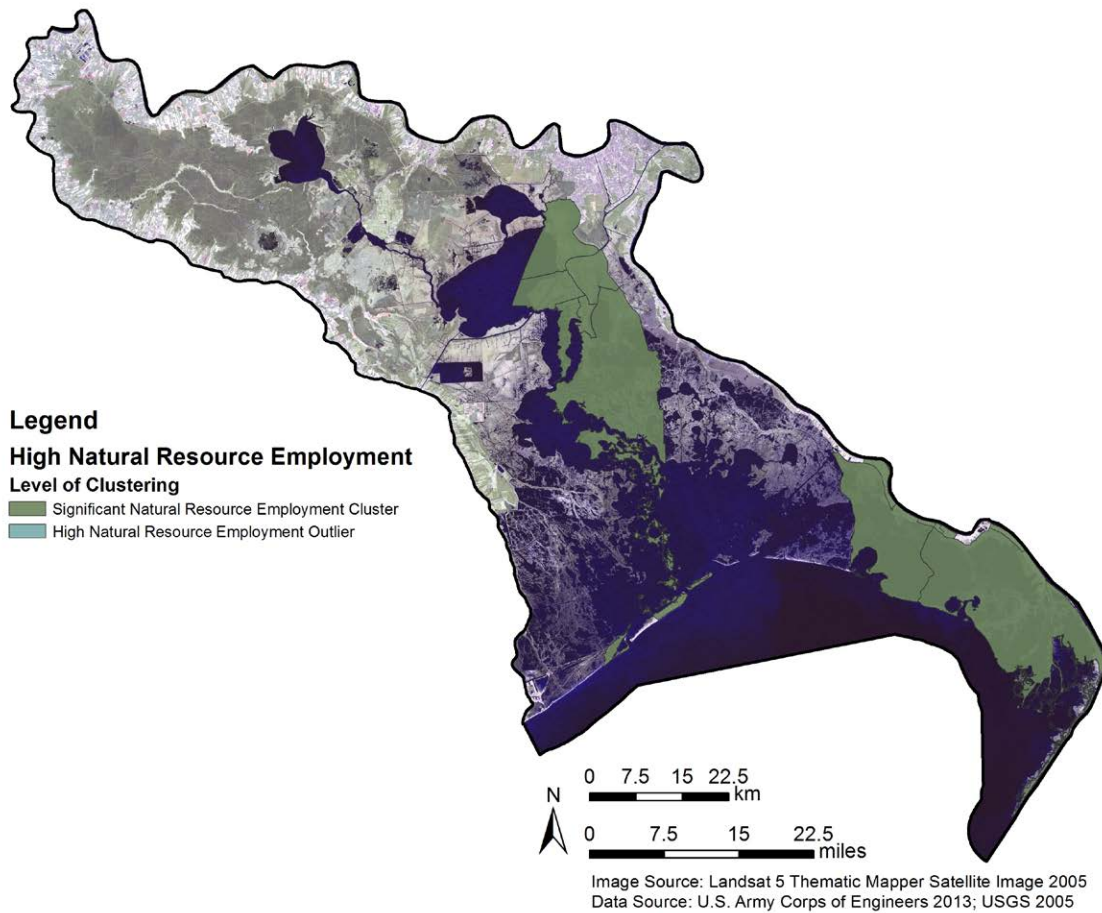 Legend
High Natural Resource Employment
Level of Clustering
Significant Natural Resource Employment Cluster
High Natural Resource Employment Outlier
N
0 7.5 15 22.5
km
0 7.5 15 22.5
miles
Image Source: Landsat 5 Thematic Mapper Satellite Image 2005
Data Source: U.S. Army Corps of Engineers 2013; USGS 2005